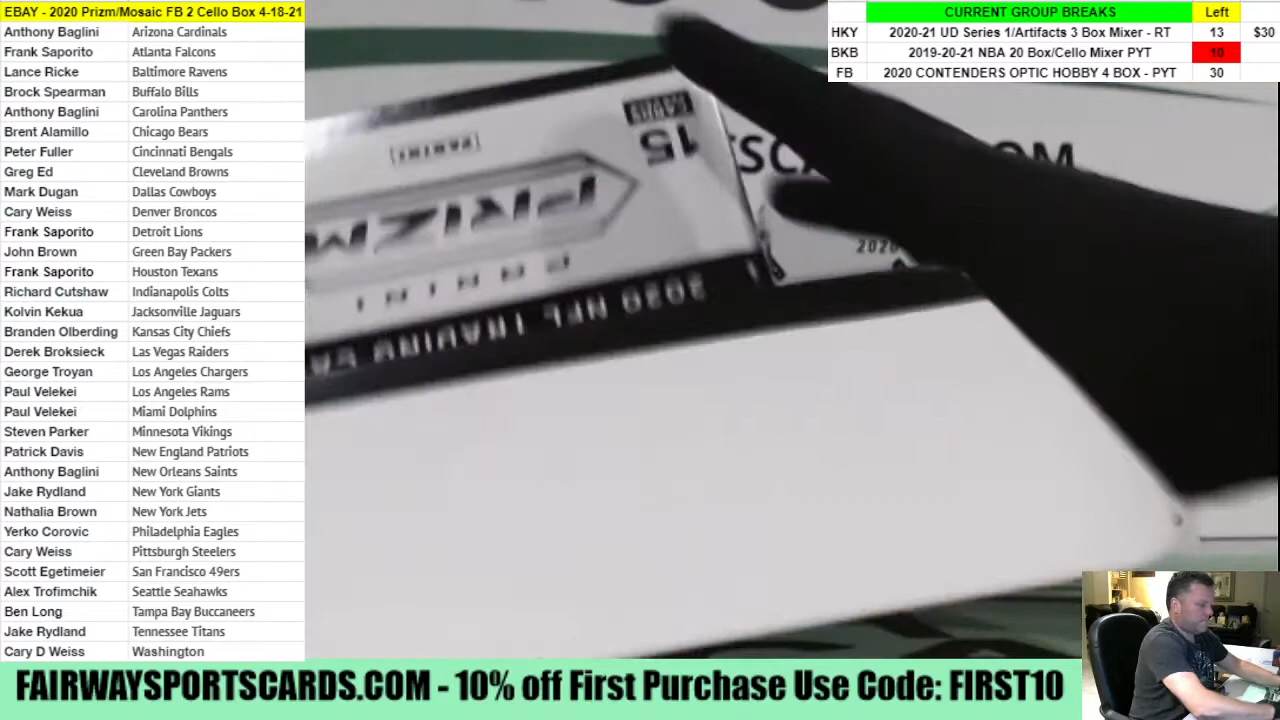 EBAY - 2020 Prizm/Mosaic FB 2 Cello Box 4-18-21
Anthony Baglini Arizona Cardinals
Frank Saporito Atlanta Falcons
Lance Ricke Baltimore Ravens
Brock Spearman Buffalo Bills
Anthony Baglini Carolina Panthers
Brent Alamillo Chicago Bears
Peter Fuller Cincinnati Bengals
Greg Ed Cleveland Browns
Mark Dugan Dallas Cowboys
Cary Weiss Denver Broncos
Frank Saporito Detroit Lions
John Brown Green Bay Packers
Frank Saporito Houston Texans
Richard Cutshaw Indianapolis Colts
Kolvin Kekua Jacksonville Jaguars
Branden Olberding Kansas City Chiefs
Derek Broksieck Las Vegas Raiders
George Troyan Los Angeles Chargers
Paul Velekei Los Angeles Rams
Paul Velekei Miami Dolphins
Steven Parker Minnesota Vikings
Patrick Davis New England Patriots
Anthony Baglini New Orleans Saints
Jake Rydland New York Giants
Nathalia Brown New York Jets
Yerko Corovic Philadelphia Eagles
Cary Weiss Pittsburgh Steelers
Scott Egetimeier San Francisco 49ers
Alex Trofimchik Seattle Seahawks
Ben Long Tampa Bay Buccaneers
Jake Rydland Tennessee Titans
Cary D Weiss Washington
CURRENT GROUP BREAKS Left
HKY 2020-21 UD Series 1/Artifacts 3 Box Mixer - RT 13 $30
BKB 2019-20-21 NBA 20 Box/Cello Mixer PYT 10
FB 2020 CONTENDERS OPTIC HOBBY 4 BOX - PYT 30
15 CARDS
PANINI
PRIZM
PANINI
2020 NFL TRADING
2020
FAIRWAYSPORTSCARDS.COM - 10% off First Purchase Use Code: FIRST10